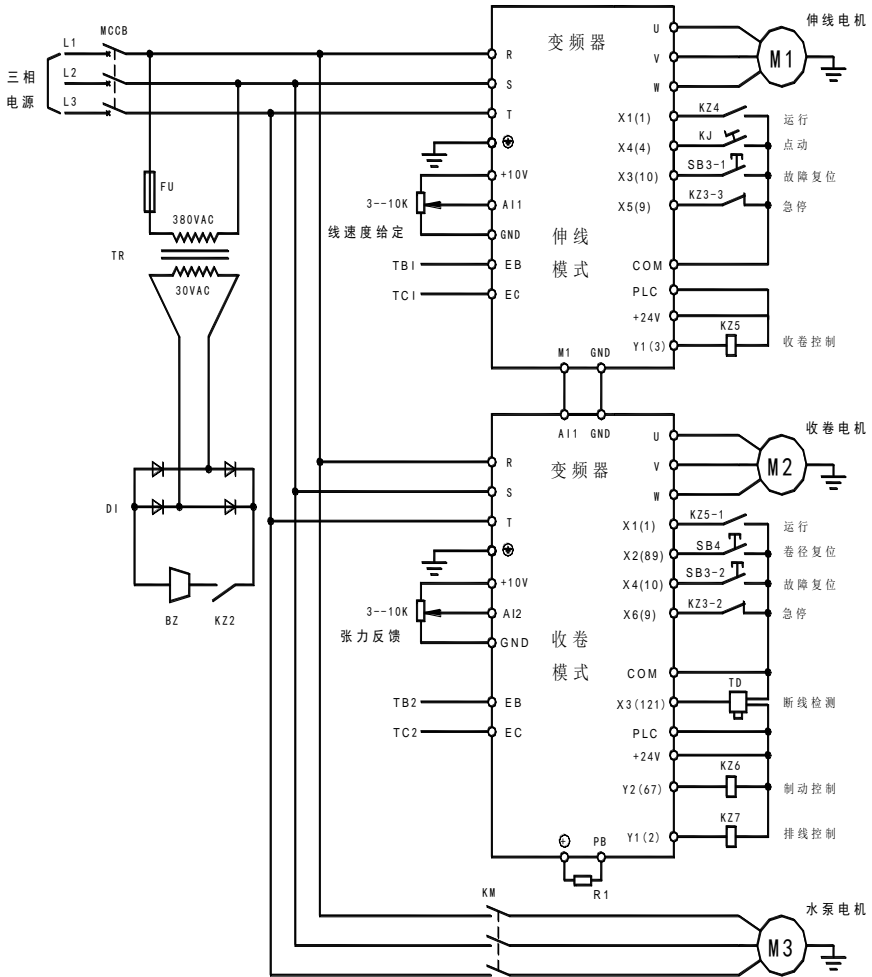 伸线电机
变频器
U
V
W
M1
MCCB
L1
L2
L3
三相
电源
R
S
T
X1(1)
KZ4
运行
X4(4)
KJ
点动
X3(10)
SB3-1
故障复位
X5(9)
KZ3-3
急停
FU
380VAC
TR
30VAC
+10V
3--10K
AI1
GND
线速度给定
伸线
模式
TB1
EB
TC1
EC
COM
PLC
+24V
Y1(3)
KZ5
收卷控制
M1
GND
AI1
GND
收卷电机
变频器
U
V
W
M2
R
S
T
X1(1)
KZ5-1
运行
X2(89)
SB4
卷径复位
X4(10)
SB3-2
故障复位
X6(9)
KZ3-2
急停
DI
BZ
KZ2
+10V
3--10K
AI2
GND
张力反馈
收卷
模式
COM
TD
X3(121)
断线检测
TB2
EB
TC2
EC
PLC
+24V
Y2(67)
KZ6
制动控制
Y1(2)
KZ7
排线控制
+
PB
R1
KM
水泵电机
M3